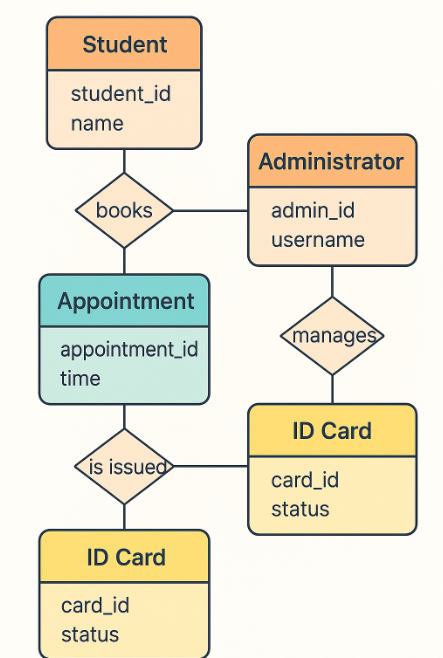 Student
student_id
name
books
Administrator
admin_id
username
Appointment
appointment_id
time
manages
is issued
ID Card
card_id
status
ID Card
card_id
status